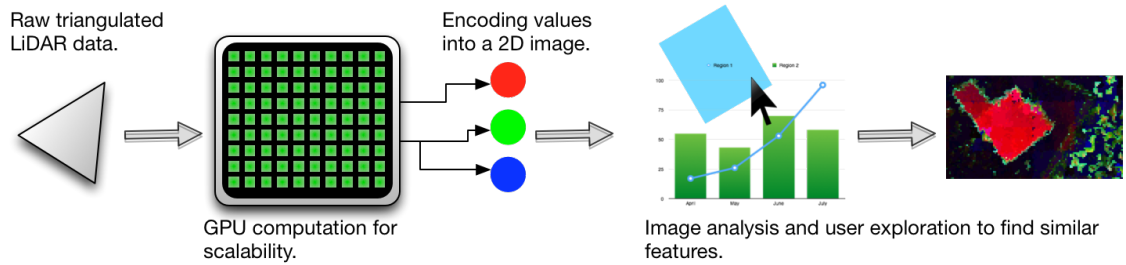 Raw triangulated
LiDAR data.
Encoding values
into a 2D image.
GPU computation for
scalability.
Region 1
Region 2
100
75
50
25
0
April
May
June
July
Image analysis and user exploration to find similar
features.